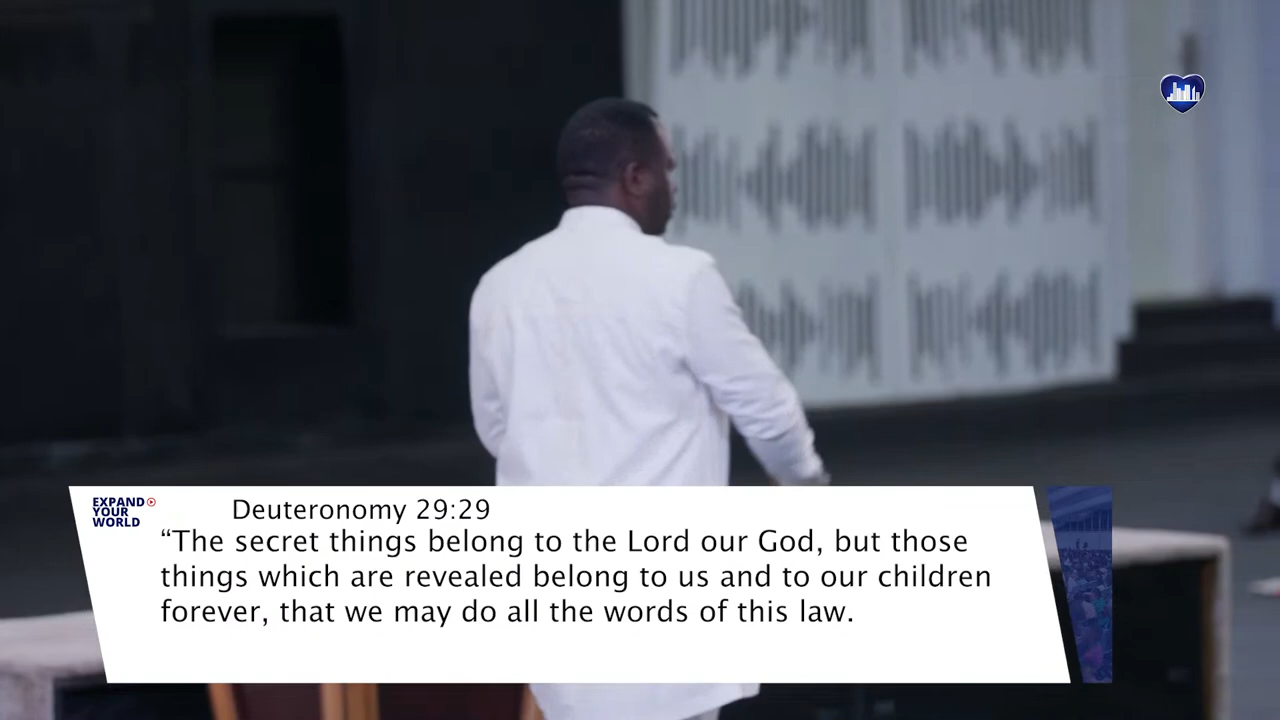 EXPAND
YOUR
WORLD
Deuteronomy 29:29
“The secret things belong to the Lord our God, but those
things which are revealed belong to us and to our children
forever, that we may do all the words of this law.